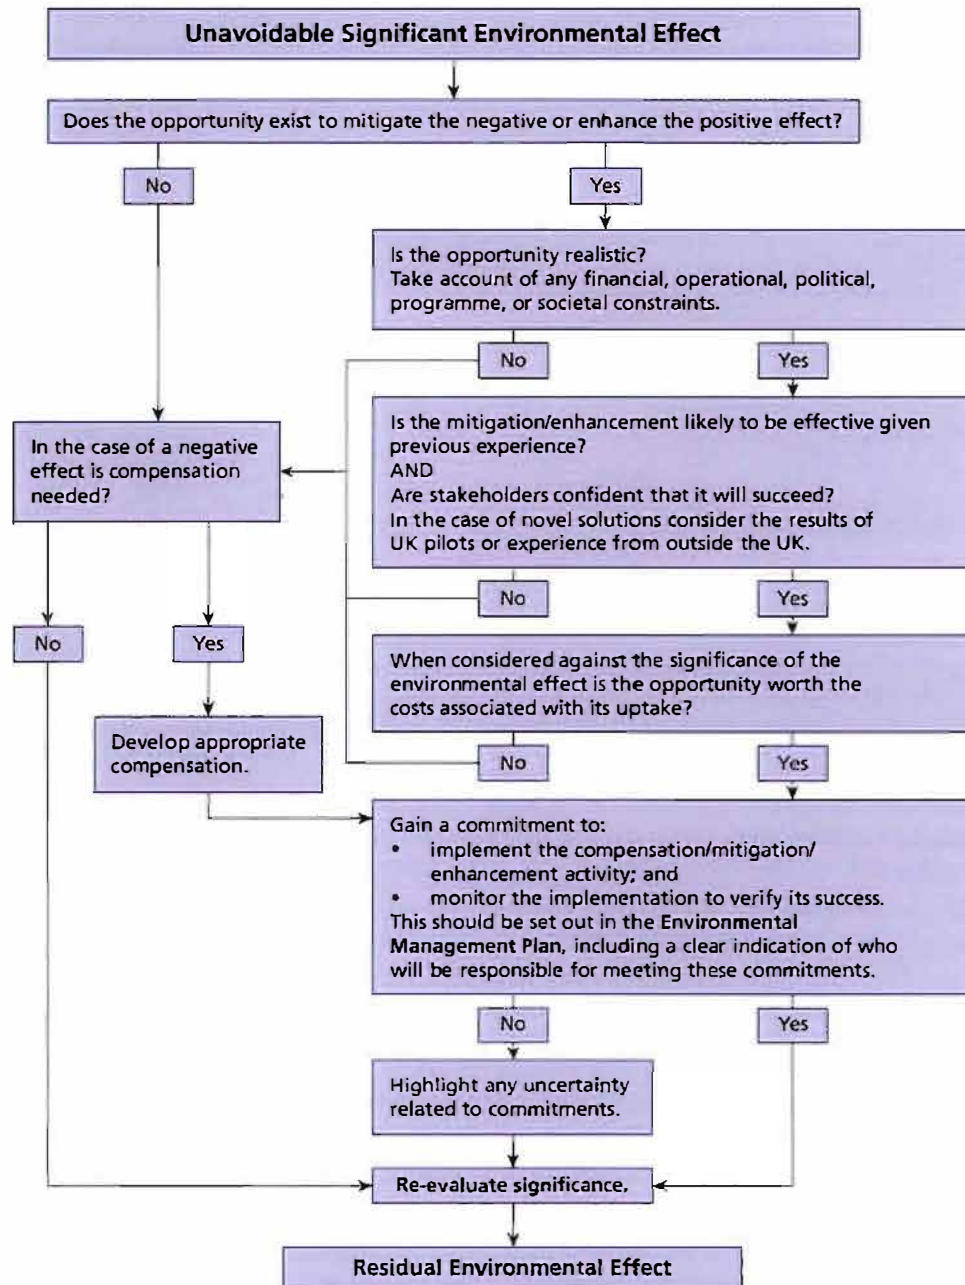 Unavoidable Significant Environmental Effect
Does the opportunity exist to mitigate the negative or enhance the positive effect?
No
Yes
Is the opportunity realistic?
Take account of any financial, operational, political,
programme, or societal constraints.
No
Yes
In the case of a negative
effect is compensation
needed?
Is the mitigation/enhancement likely to be effective given
previous experience?
AND
Are stakeholders confident that it will succeed?
In the case of novel solutions consider the results of
UK pilots or experience from outside the UK.
No
Yes
No
Yes
When considered against the significance of the
environmental effect is the opportunity worth the
costs associated with its uptake?
Develop appropriate
compensation.
No
Yes
Gain a commitment to:
• implement the compensation/mitigation/
enhancement activity; and
• monitor the implementation to verify its success.
This should be set out in the Environmental
Management Plan, including a clear indication of who
will be responsible for meeting these commitments.
No
Yes
Highlight any uncertainty
related to commitments.
Re-evaluate significance.
Residual Environmental Effect